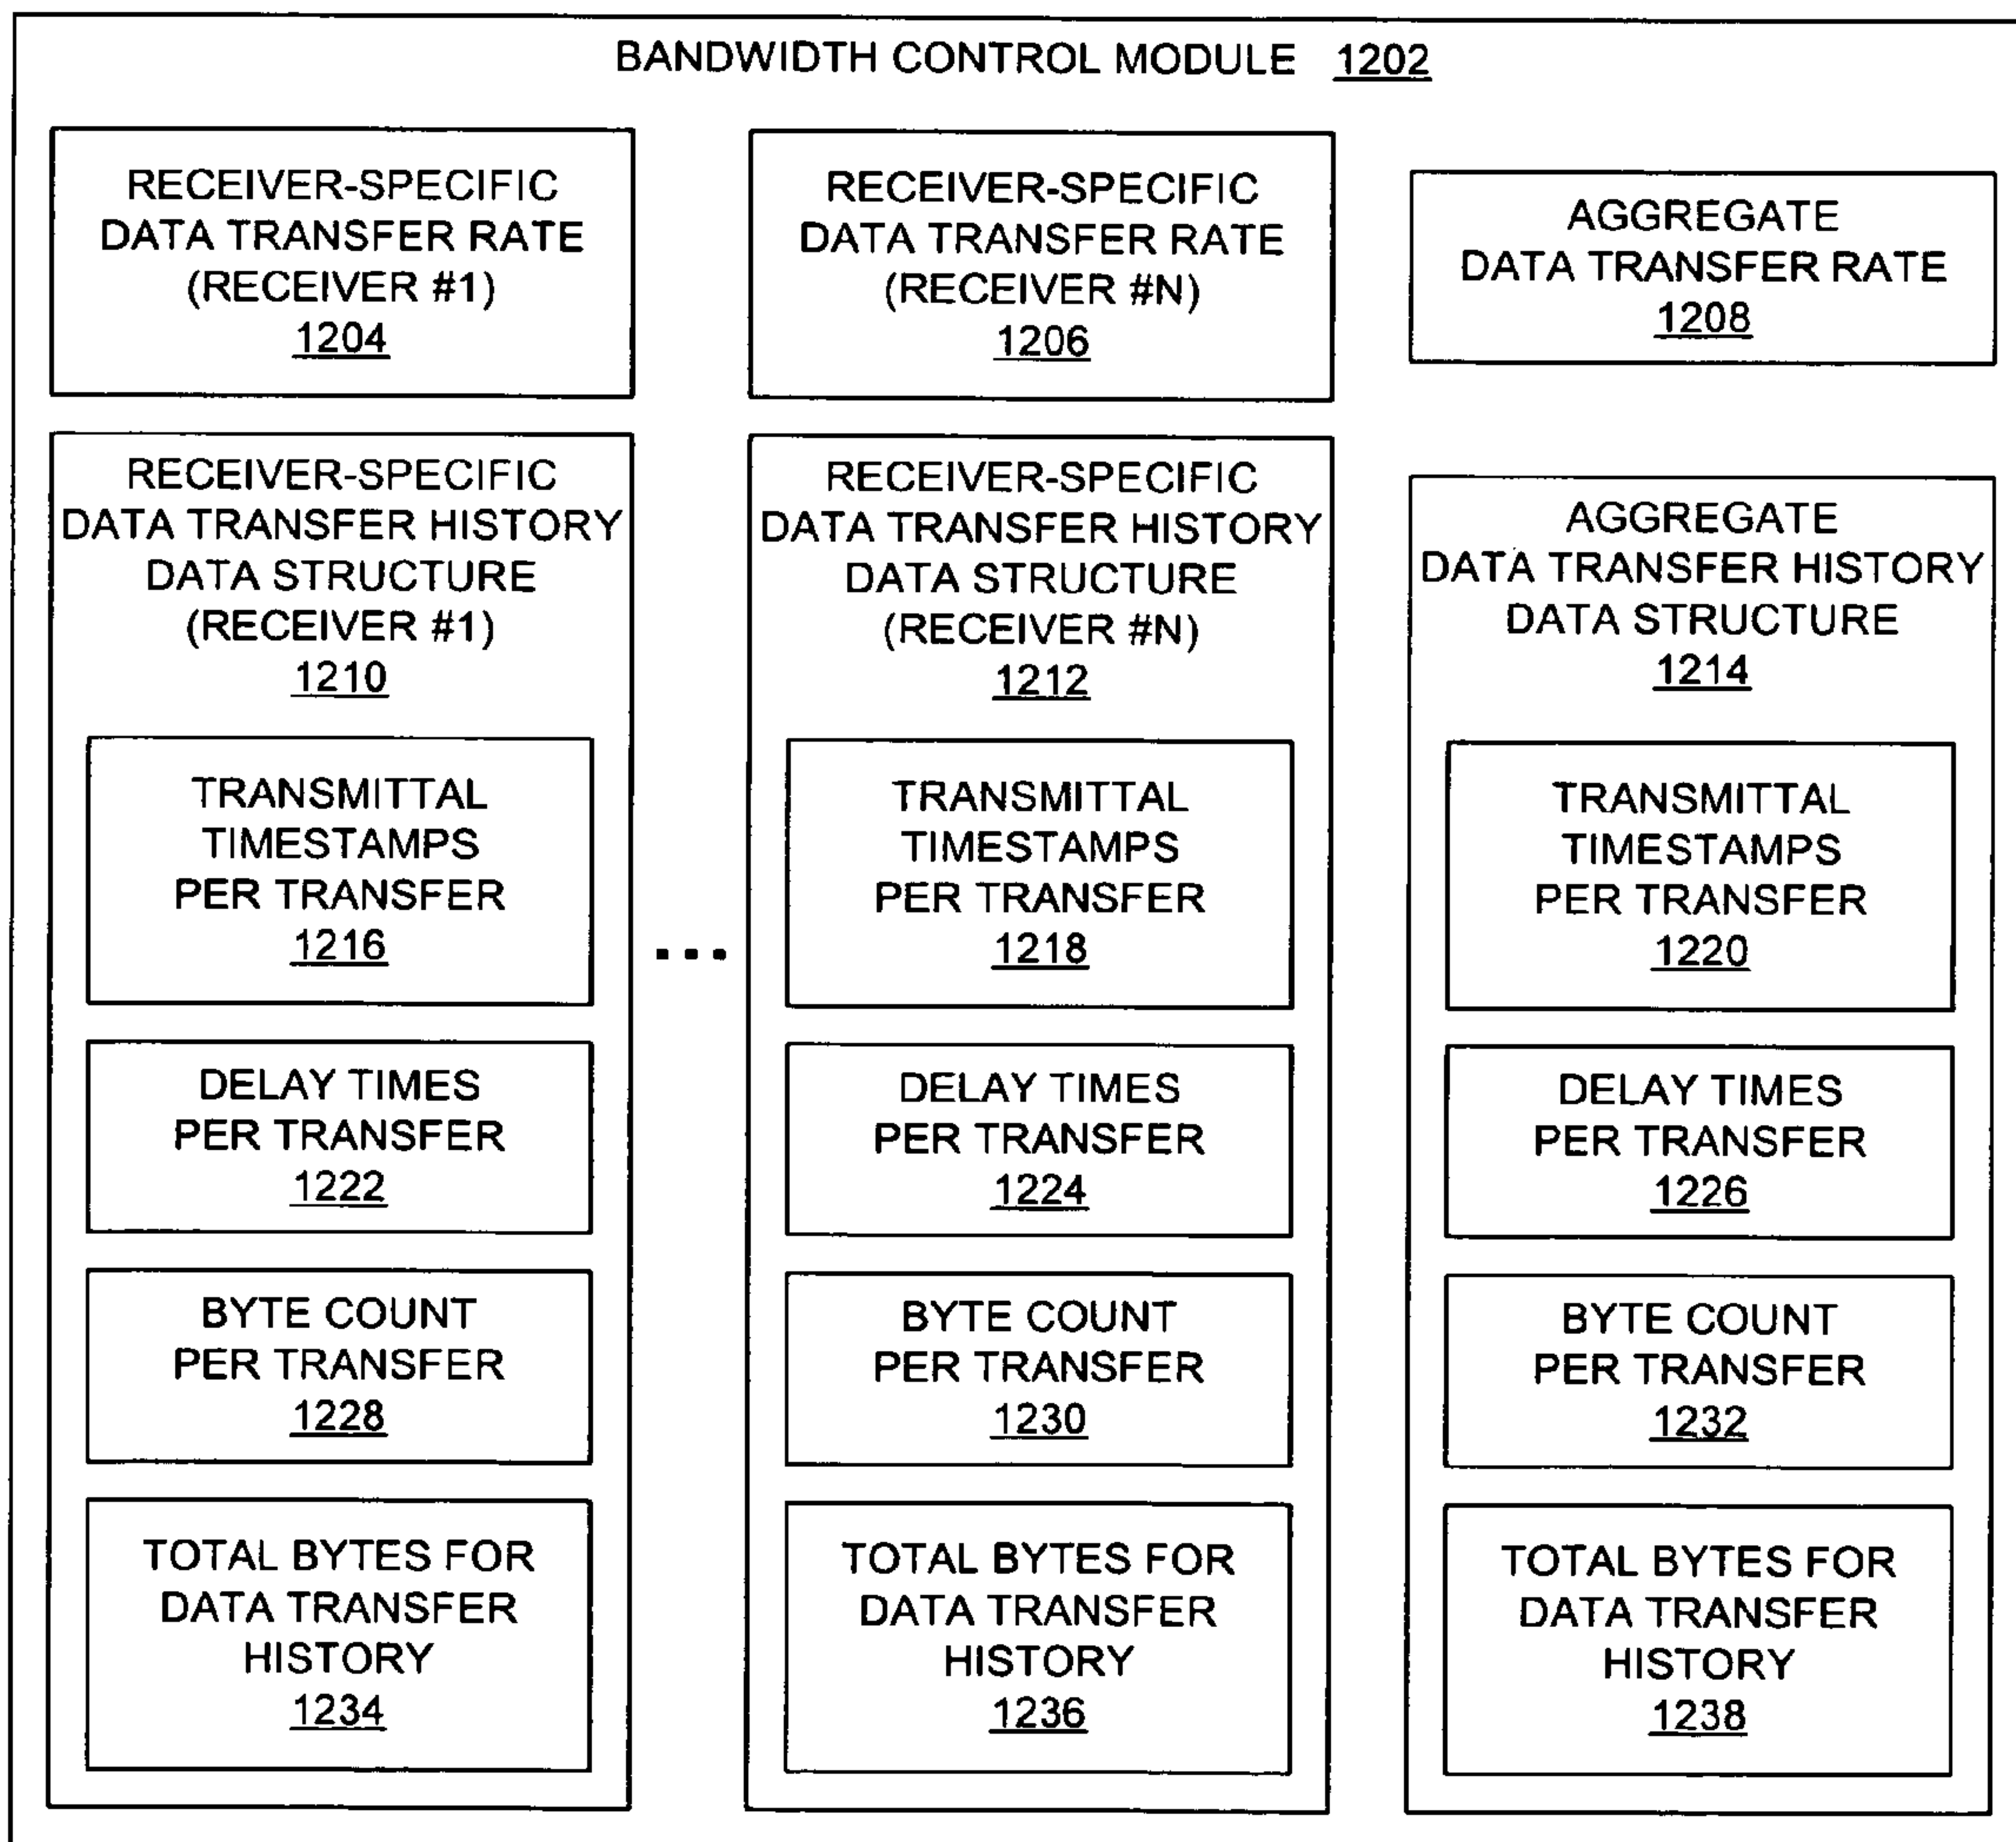 BANDWIDTH CONTROL MODULE 1202
RECEIVER-SPECIFIC
DATA TRANSFER RATE
(RECEIVER #1)
1204
RECEIVER-SPECIFIC
DATA TRANSFER RATE
(RECEIVER #N)
1206
AGGREGATE
DATA TRANSFER RATE
1208
RECEIVER-SPECIFIC
DATA TRANSFER HISTORY
DATA STRUCTURE
(RECEIVER #1)
1210
TRANSMITTAL
TIMESTAMPS
PER TRANSFER
1216
DELAY TIMES
PER TRANSFER
1222
BYTE COUNT
PER TRANSFER
1228
TOTAL BYTES FOR
DATA TRANSFER
HISTORY
1234
...
RECEIVER-SPECIFIC
DATA TRANSFER HISTORY
DATA STRUCTURE
(RECEIVER #N)
1212
TRANSMITTAL
TIMESTAMPS
PER TRANSFER
1218
DELAY TIMES
PER TRANSFER
1224
BYTE COUNT
PER TRANSFER
1230
TOTAL BYTES FOR
DATA TRANSFER
HISTORY
1236
AGGREGATE
DATA TRANSFER HISTORY
DATA STRUCTURE
1214
TRANSMITTAL
TIMESTAMPS
PER TRANSFER
1220
DELAY TIMES
PER TRANSFER
1226
BYTE COUNT
PER TRANSFER
1232
TOTAL BYTES FOR
DATA TRANSFER
HISTORY
1238